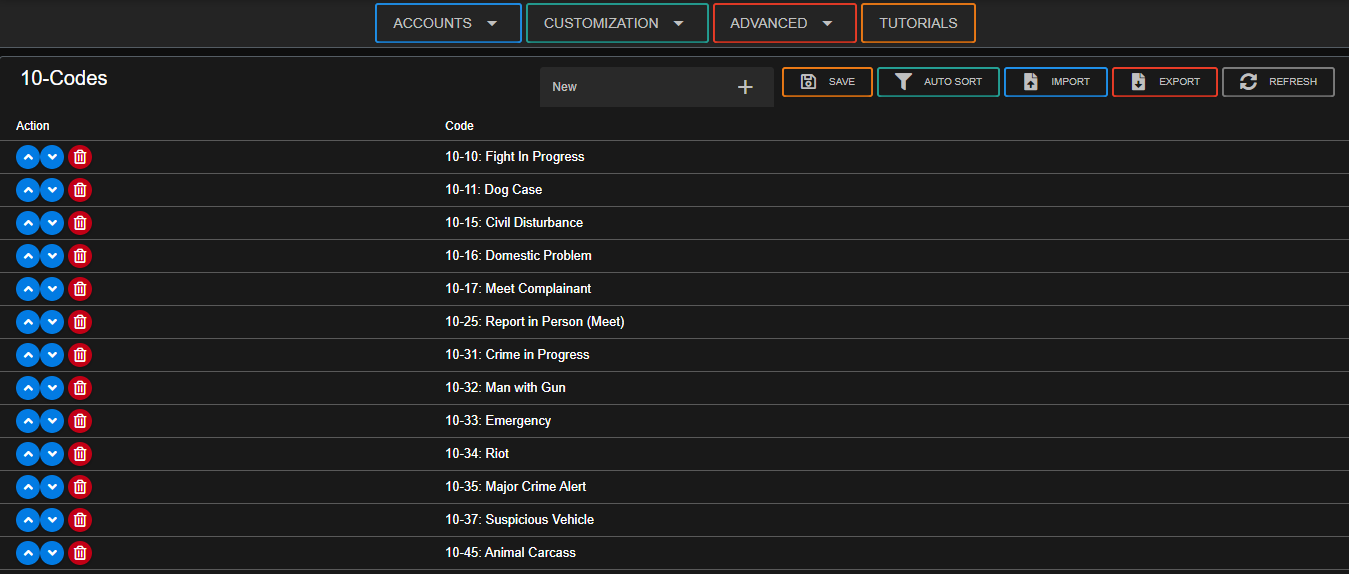 ACCOUNTS CUSTOMIZATION ADVANCED TUTORIALS
10-Codes New SAVE AUTO SORT IMPORT EXPORT REFRESH
Action Code
10-10: Fight In Progress
10-11: Dog Case
10-15: Civil Disturbance
10-16: Domestic Problem
10-17: Meet Complainant
10-25: Report in Person (Meet)
10-31: Crime in Progress
10-32: Man with Gun
10-33: Emergency
10-34: Riot
10-35: Major Crime Alert
10-37: Suspicious Vehicle
10-45: Animal Carcass